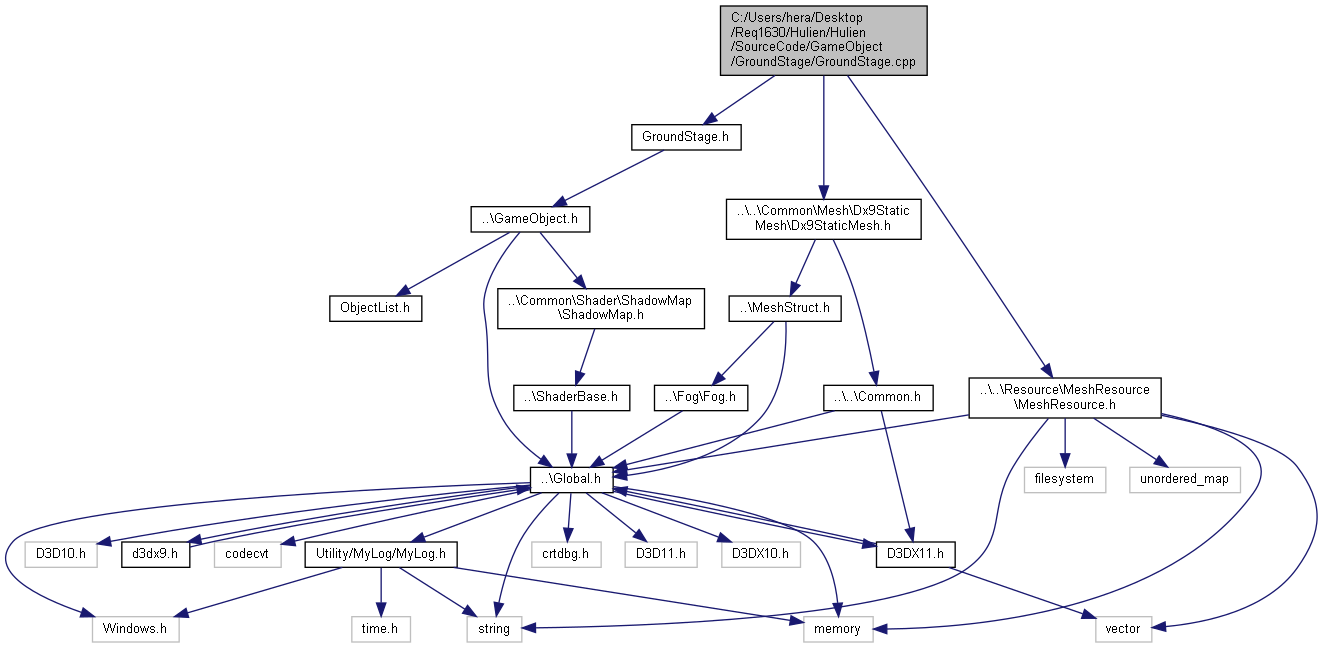 C:/Users/hera/Desktop
/Req1630/Hulien/Hulien
/SourceCode/GameObject
/GroundStage/GroundStage.cpp
GroundStage.h
..\GameObject.h
..\..\Common\Mesh\Dx9Static
Mesh\Dx9StaticMesh.h
ObjectList.h
..\Common\Shader\ShadowMap
\ShadowMap.h
..\MeshStruct.h
..\ShaderBase.h
..\Fog\Fog.h
..\..\Common.h
..\..\Resource\MeshResource
\MeshResource.h
..\Global.h
filesystem
unordered_map
D3D10.h
d3dx9.h
codecvt
Utility/MyLog/MyLog.h
crtdbg.h
D3D11.h
D3DX10.h
D3DX11.h
Windows.h
time.h
string
memory
vector